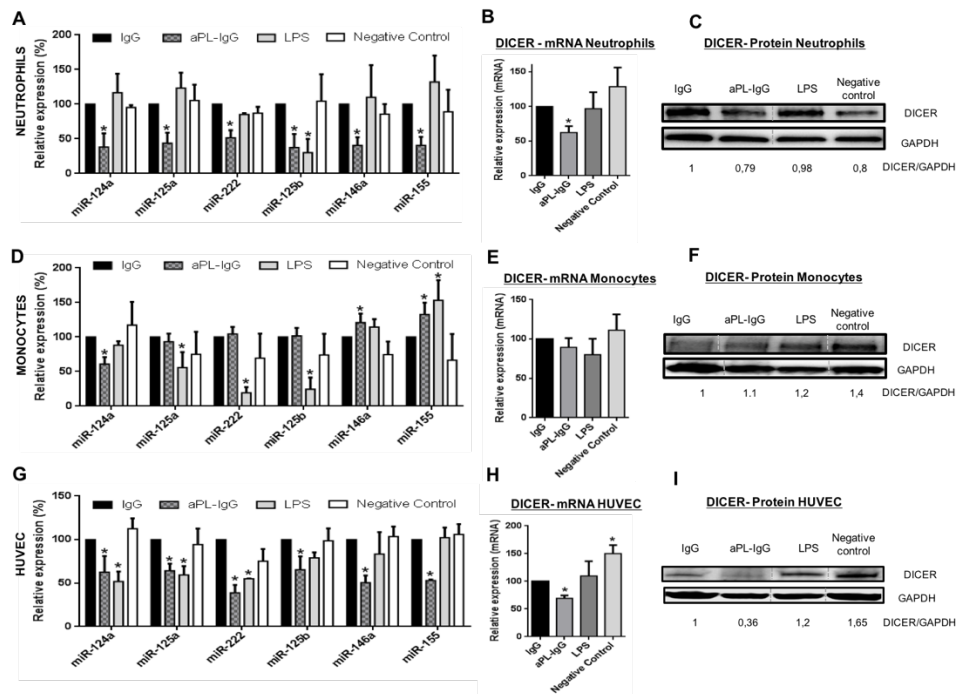 A
IgG aPL-IgG LPS Negative Control
NEUTROPHILS
Relative expression (%)
200
150
100
50
0
miR-124a
miR-125a
miR-222
miR-125b
miR-146a
miR-155
* * * * * * *
B
DICER - mRNA Neutrophils
Relative expression (mRNA)
200
150
100
50
0
*
IgG
aPL-IgG
LPS
Negative Control
C
DICER- Protein Neutrophils
IgG aPL-IgG LPS Negative
control
DICER
GAPDH
1 0,79 0,98 0,8 DICER/GAPDH
D
IgG aPL-IgG LPS Negative Control
MONOCYTES
Relative expression (%)
200
150
100
50
0
miR-124a
miR-125a
miR-222
miR-125b
miR-146a
miR-155
* * * * * * *
E
DICER- mRNA Monocytes
Relative expression (mRNA)
200
150
100
50
0
IgG
aPL-IgG
LPS
Negative Control
F
DICER- Protein Monocytes
IgG aPL-IgG LPS Negative
control
DICER
GAPDH
1 1.1 1,2 1,4 DICER/GAPDH
G
IgG aPL-IgG LPS Negative Control
HUVEC
Relative expression (%)
200
150
100
50
0
miR-124a
miR-125a
miR-222
miR-125b
miR-146a
miR-155
* * * * * * * * *
H
DICER- mRNA HUVEC
Relative expression (mRNA)
200
150
100
50
0
* *
IgG
aPL-IgG
LPS
Negative Control
I
DICER- Protein HUVEC
IgG aPL-IgG LPS Negative
control
DICER
GAPDH
1 0,36 1,2 1,65 DICER/GAPDH